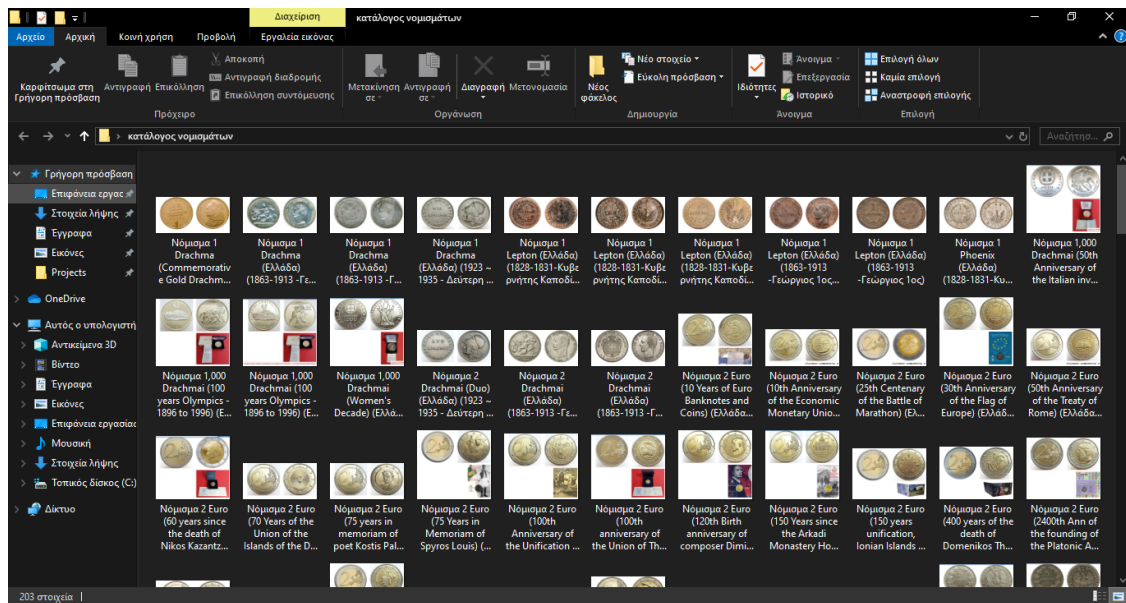 Διαχείριση
κατάλογος νομισμάτων
Αρχείο
Αρχική
Κοινή χρήση
Προβολή
Εργαλεία εικόνας
Καρφίτσωμα στη
Γρήγορη πρόσβαση
Αντιγραφή
Επικόλληση
Αποκοπή
Αντιγραφή διαδρομής
Επικόλληση συντόμευσης
Πρόχειρο
Μετακίνηση
σε
Αντιγραφή
σε
Διαγραφή
Μετονομασία
Οργάνωση
Νέος
φάκελος
Νέο στοιχείο
Εύκολη πρόσβαση
Δημιουργία
Ιδιότητες
Άνοιγμα
Επεξεργασία
Ιστορικό
Άνοιγμα
Επιλογή όλων
Καμία επιλογή
Αναστροφή επιλογής
Επιλογή
κατάλογος νομισμάτων
Αναζήτησ...
Γρήγορη πρόσβαση
Επιφάνεια εργασ
Στοιχεία λήψης
Έγγραφα
Εικόνες
Projects
OneDrive
Αυτός ο υπολογιστή
Αντικείμενα 3D
Βίντεο
Έγγραφα
Εικόνες
Επιφάνεια εργασίας
Μουσική
Στοιχεία λήψης
Τοπικός δίσκος (C:)
Δίκτυο
Νόμισμα 1
Drachma
(Commemorativ
e Gold Drachm...
Νόμισμα 1
Drachma
(Ελλάδα)
(1863-1913 -Γε...
Νόμισμα 1
Drachma
(Ελλάδα)
(1863-1913 -Γ...
Νόμισμα 1
Drachma
(Ελλάδα) (1923 ~
1935 - Δεύτερη ...
Νόμισμα 1
Lepton (Ελλάδα)
(1828-1831-Κυβε
ρνήτης Καποδί...
Νόμισμα 1
Lepton (Ελλάδα)
(1828-1831-Κυβε
ρνήτης Καποδί...
Νόμισμα 1
Lepton (Ελλάδα)
(1828-1831-Κυβε
ρνήτης Καποδί...
Νόμισμα 1
Lepton (Ελλάδα)
(1863-1913
-Γεώργιος 1ος...
Νόμισμα 1
Lepton (Ελλάδα)
(1863-1913
-Γεώργιος 1ος)
Νόμισμα 1
Phoenix
(Ελλάδα)
(1828-1831-Κυ...
Νόμισμα 1,000
Drachmai (50th
Anniversary of
the Italian inv...
Νόμισμα 1,000
Drachmai (100
years Olympics -
1896 to 1996) (Ε...
Νόμισμα 1,000
Drachmai (100
years Olympics -
1896 to 1996) (Ε...
Νόμισμα 1,000
Drachmai
(Women's
Decade) (Ελλά...
Νόμισμα 2
Drachmai (Duo)
(Ελλάδα) (1923 ~
1935 - Δεύτερη ...
Νόμισμα 2
Drachmai
(Ελλάδα)
(1863-1913 -Γε...
Νόμισμα 2
Drachmai
(Ελλάδα)
(1863-1913 -Γ...
Νόμισμα 2 Euro
(10 Years of Euro
Banknotes and
Coins) (Ελλάδα...
Νόμισμα 2 Euro
(10th Anniversary
of the Economic
Monetary Unio...
Νόμισμα 2 Euro
(25th Centenary
of the Battle of
Marathon) (Ελ...
Νόμισμα 2 Euro
(30th Anniversary
of the Flag of
Europe) (Ελλάδ...
Νόμισμα 2 Euro
(50th Anniversary
of the Treaty of
Rome) (Ελλάδα...
Νόμισμα 2 Euro
(60 years since
the death of
Nikos Kazantz...
Νόμισμα 2 Euro
(70 Years of the
Union of the
Islands of the D...
Νόμισμα 2 Euro
(75 years in
memoriam of
poet Kostis Pal...
Νόμισμα 2 Euro
(75 Years in
Memoriam of
Spyros Louis) (...
Νόμισμα 2 Euro
(100th
Anniversary of
the Unification ...
Νόμισμα 2 Euro
(100th
anniversary of
the Union of Th...
Νόμισμα 2 Euro
(120th Birth
anniversary of
composer Dimi...
Νόμισμα 2 Euro
(150 Years since
the Arkadi
Monastery Ho...
Νόμισμα 2 Euro
(150 years
unification,
Ionian Islands ...
Νόμισμα 2 Euro
(400 years of the
death of
Domenikos Th...
Νόμισμα 2 Euro
(2400th Ann of
the founding of
the Platonic A...
203 στοιχεία